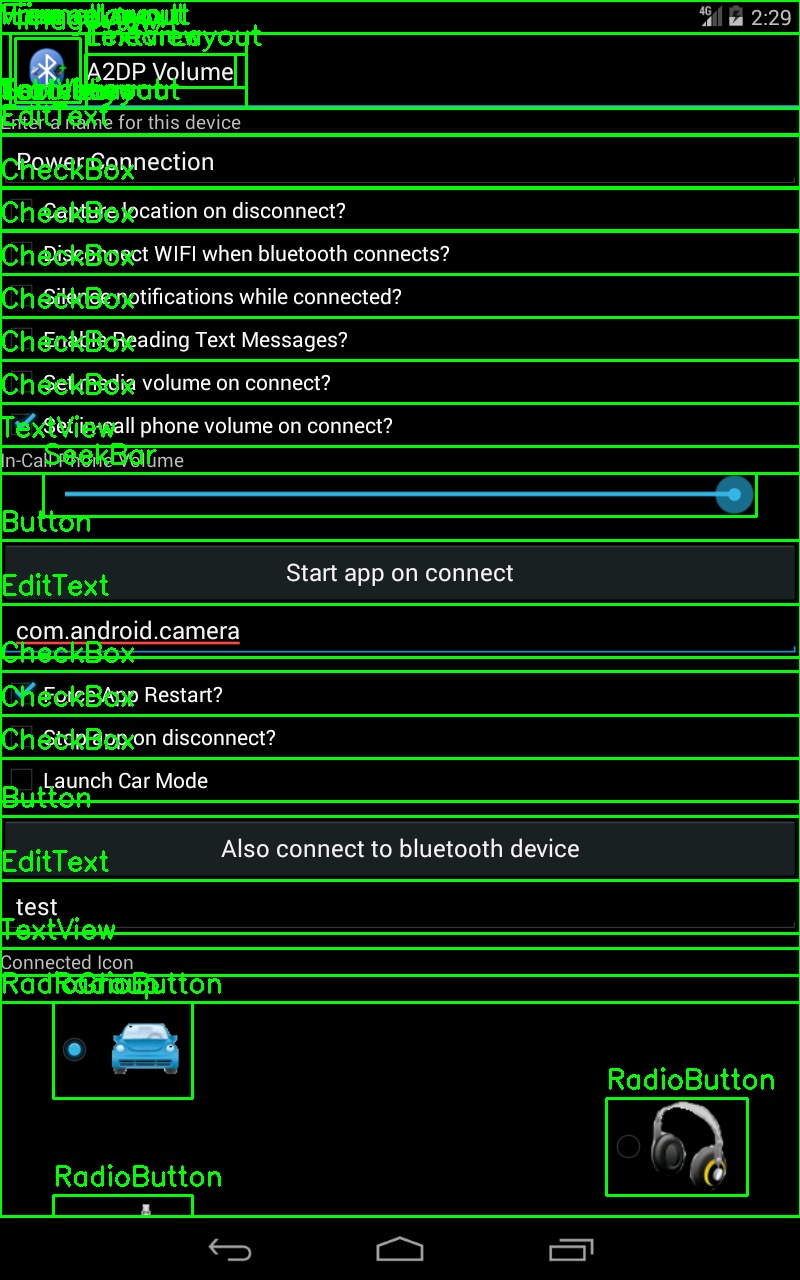 4G 2:29
A2DP Volume
EditText
Enter a name for this device
Power Connection
CheckBox
Capture location on disconnect?
CheckBox
Disconnect WIFI when bluetooth connects?
CheckBox
Silence notifications while connected?
CheckBox
Enable Reading Text Messages?
CheckBox
Set media volume on connect?
CheckBox
Set in-call phone volume on connect?
TextView
In-Call Phone Volume
SeekBar
Button
Start app on connect
EditText
com.android.camera
CheckBox
Force App Restart?
CheckBox
Stop app on disconnect?
CheckBox
Launch Car Mode
Button
Also connect to bluetooth device
EditText
test
TextView
Connected Icon
RadioGroup
RadioButton
RadioButton
RadioButton